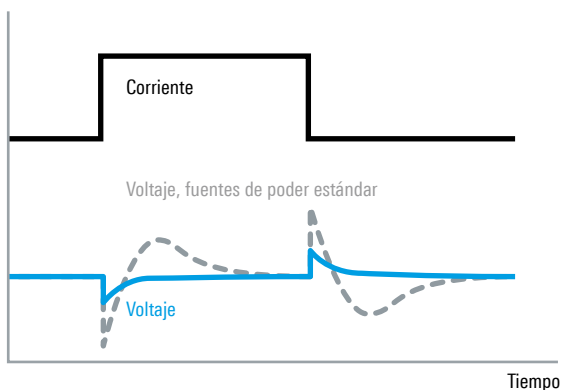 Corriente
Voltaje, fuentes de poder estándar
Voltaje
Tiempo